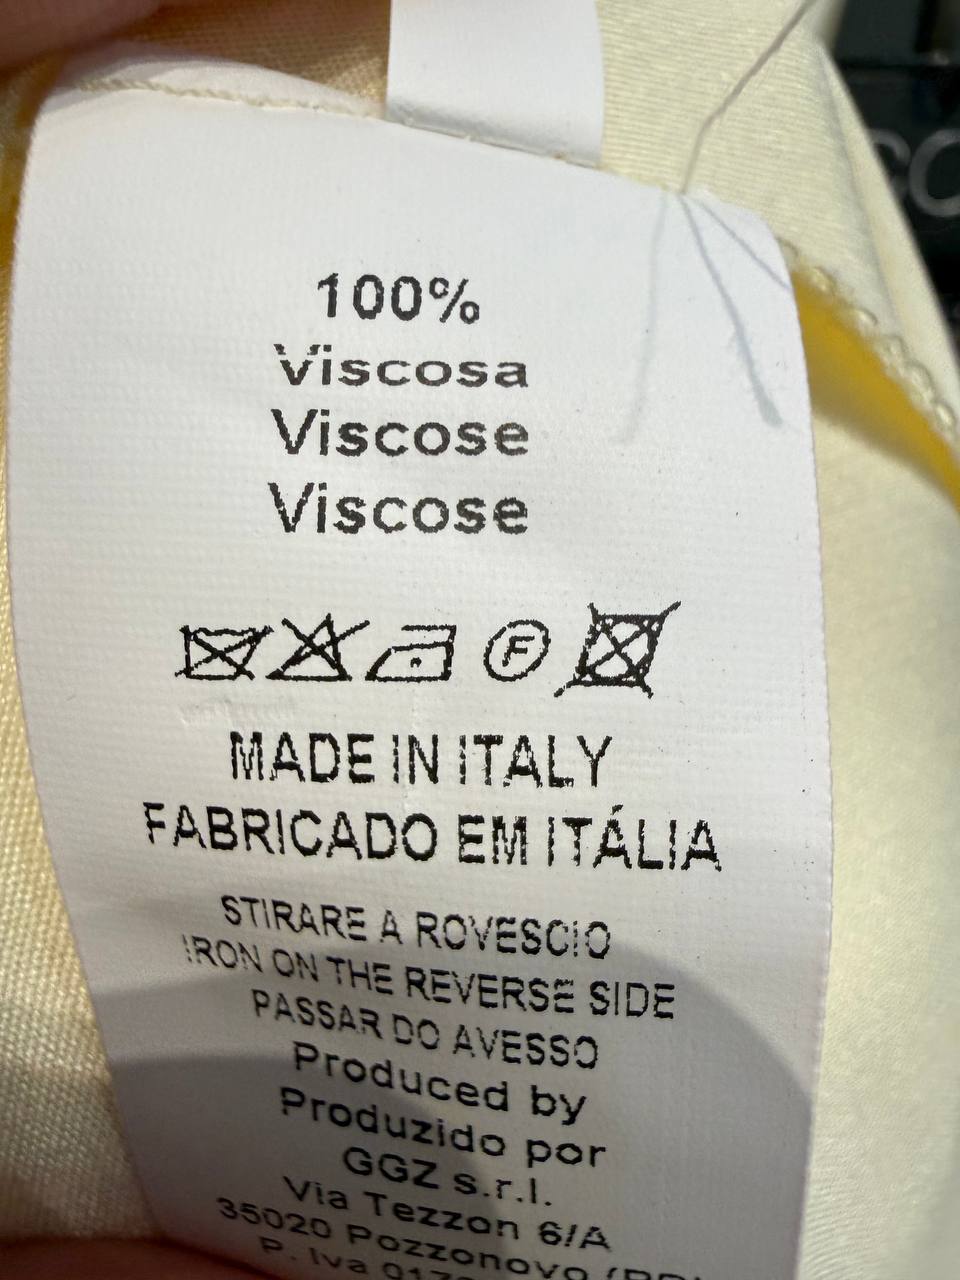 100%
Viscosa
Viscose
Viscose
F
MADE IN ITALY
FABRICADO EM ITÁLIA
STIRARE A ROVESCIO
IRON ON THE REVERSE SIDE
PASSAR DO AVESSO
Produced by
Produzido por
GGZ s.r.l.
Via Tezzon 6/A
35020 Pozzonovo
P. Iva